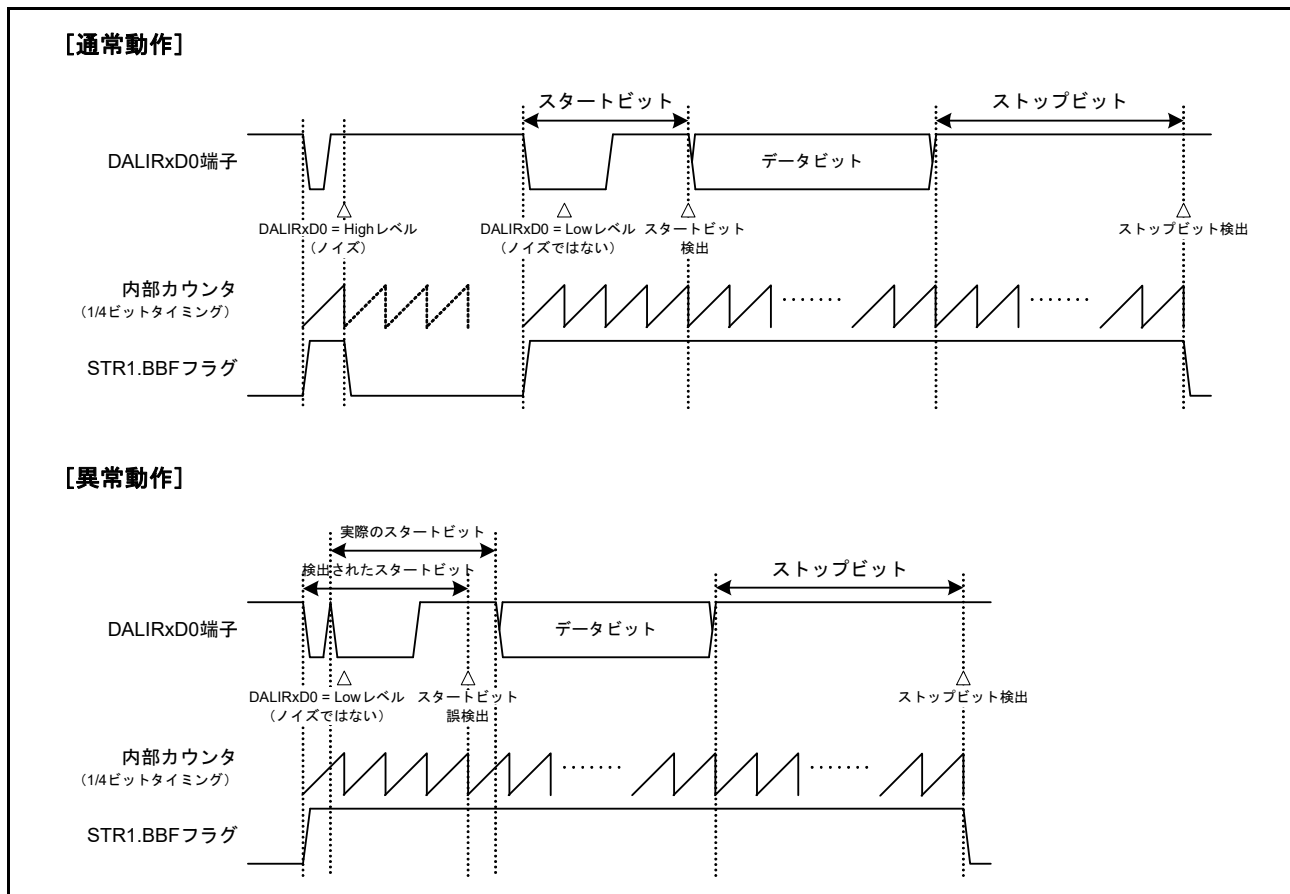 [通常動作]
スタートビット
ストップビット
DALIRxD0端子
データビット
DALIRxD0 = Highレベル
(ノイズ)
DALIRxD0 = Lowレベル
(ノイズではない)
スタートビット
検出
ストップビット検出
内部カウンタ
(1/4ビットタイミング)
STR1.BBFフラグ
[異常動作]
実際のスタートビット
検出されたスタートビット
ストップビット
DALIRxD0端子
データビット
DALIRxD0 = Lowレベル
(ノイズではない)
スタートビット
誤検出
ストップビット検出
内部カウンタ
(1/4ビットタイミング)
STR1.BBFフラグ